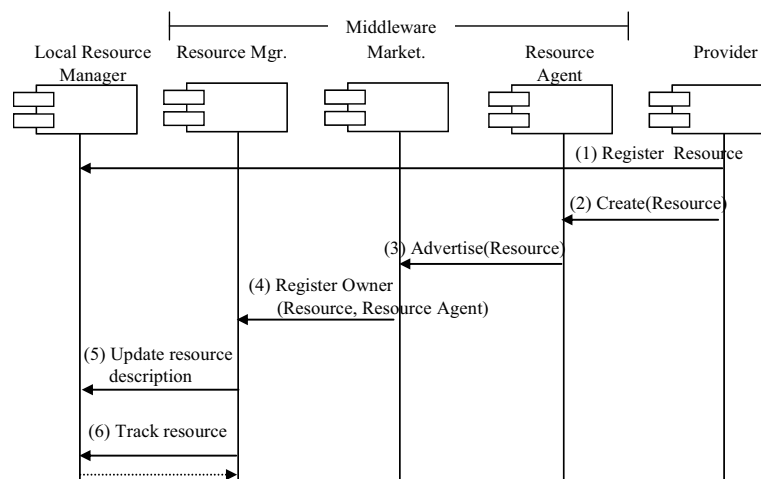 Middleware
Local Resource
Manager
Resource Mgr.
Market.
Resource
Agent
Provider
(1) Register Resource
(2) Create(Resource)
(3) Advertise(Resource)
(4) Register Owner
(Resource, Resource Agent)
(5) Update resource
description
(6) Track resource